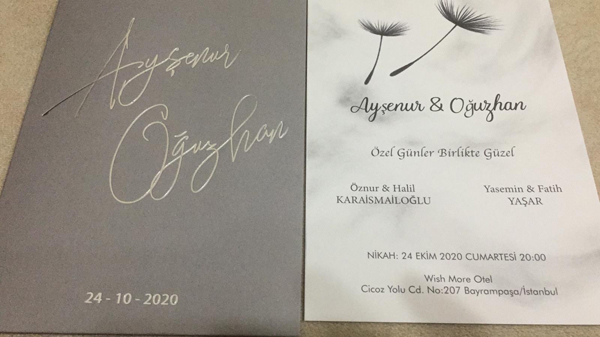 Ayşenur
Oğuzhan
24 - 10 - 2020
Ayşenur & Oğuzhan
Özel Günler Birlikte Güzel
Öznur & Halil
KARAİSMAİLOĞLU
Yasemin & Fatih
YAŞAR
NİKAH: 24 EKİM 2020 CUMARTESİ 20:00
Wish More Otel
Cicoz Yolu Cd. No:207 Bayrampaşa/İstanbul